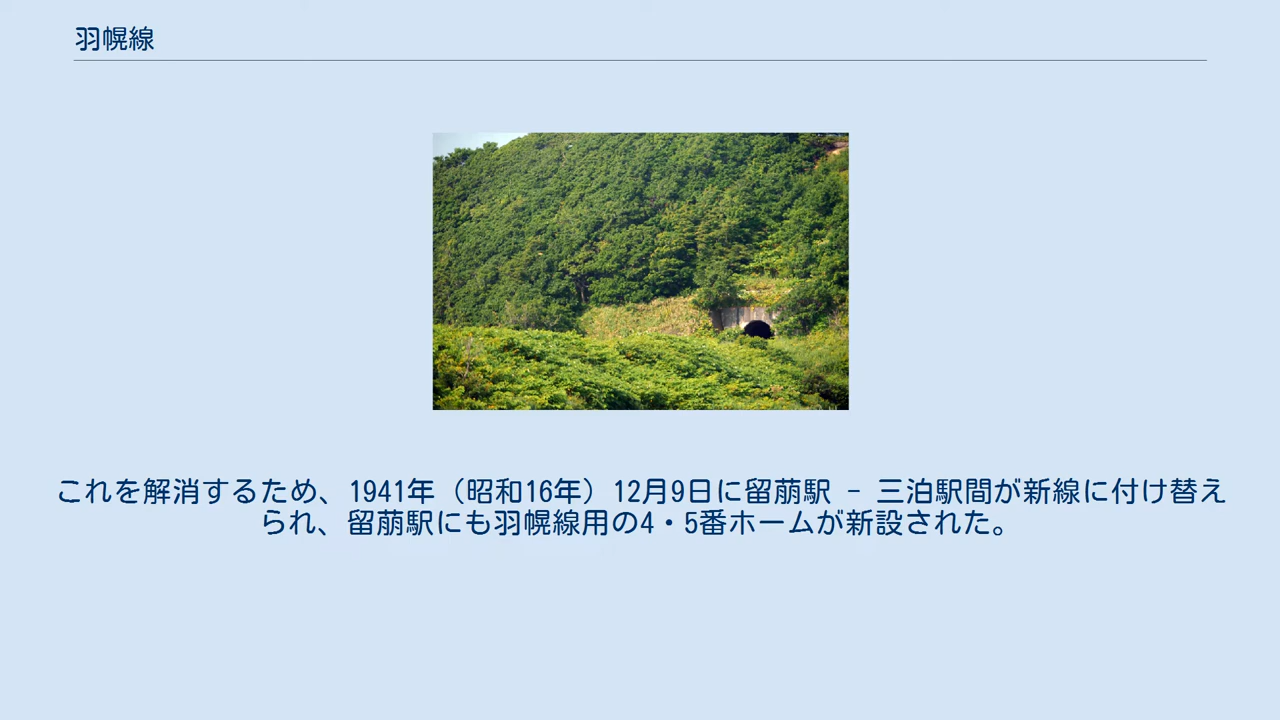 羽幌線
これを解消するため、1941年（昭和16年）12月9日に留萠駅 - 三泊駅間が新線に付け替え
られ、留萠駅にも羽幌線用の4・5番ホームが新設された。